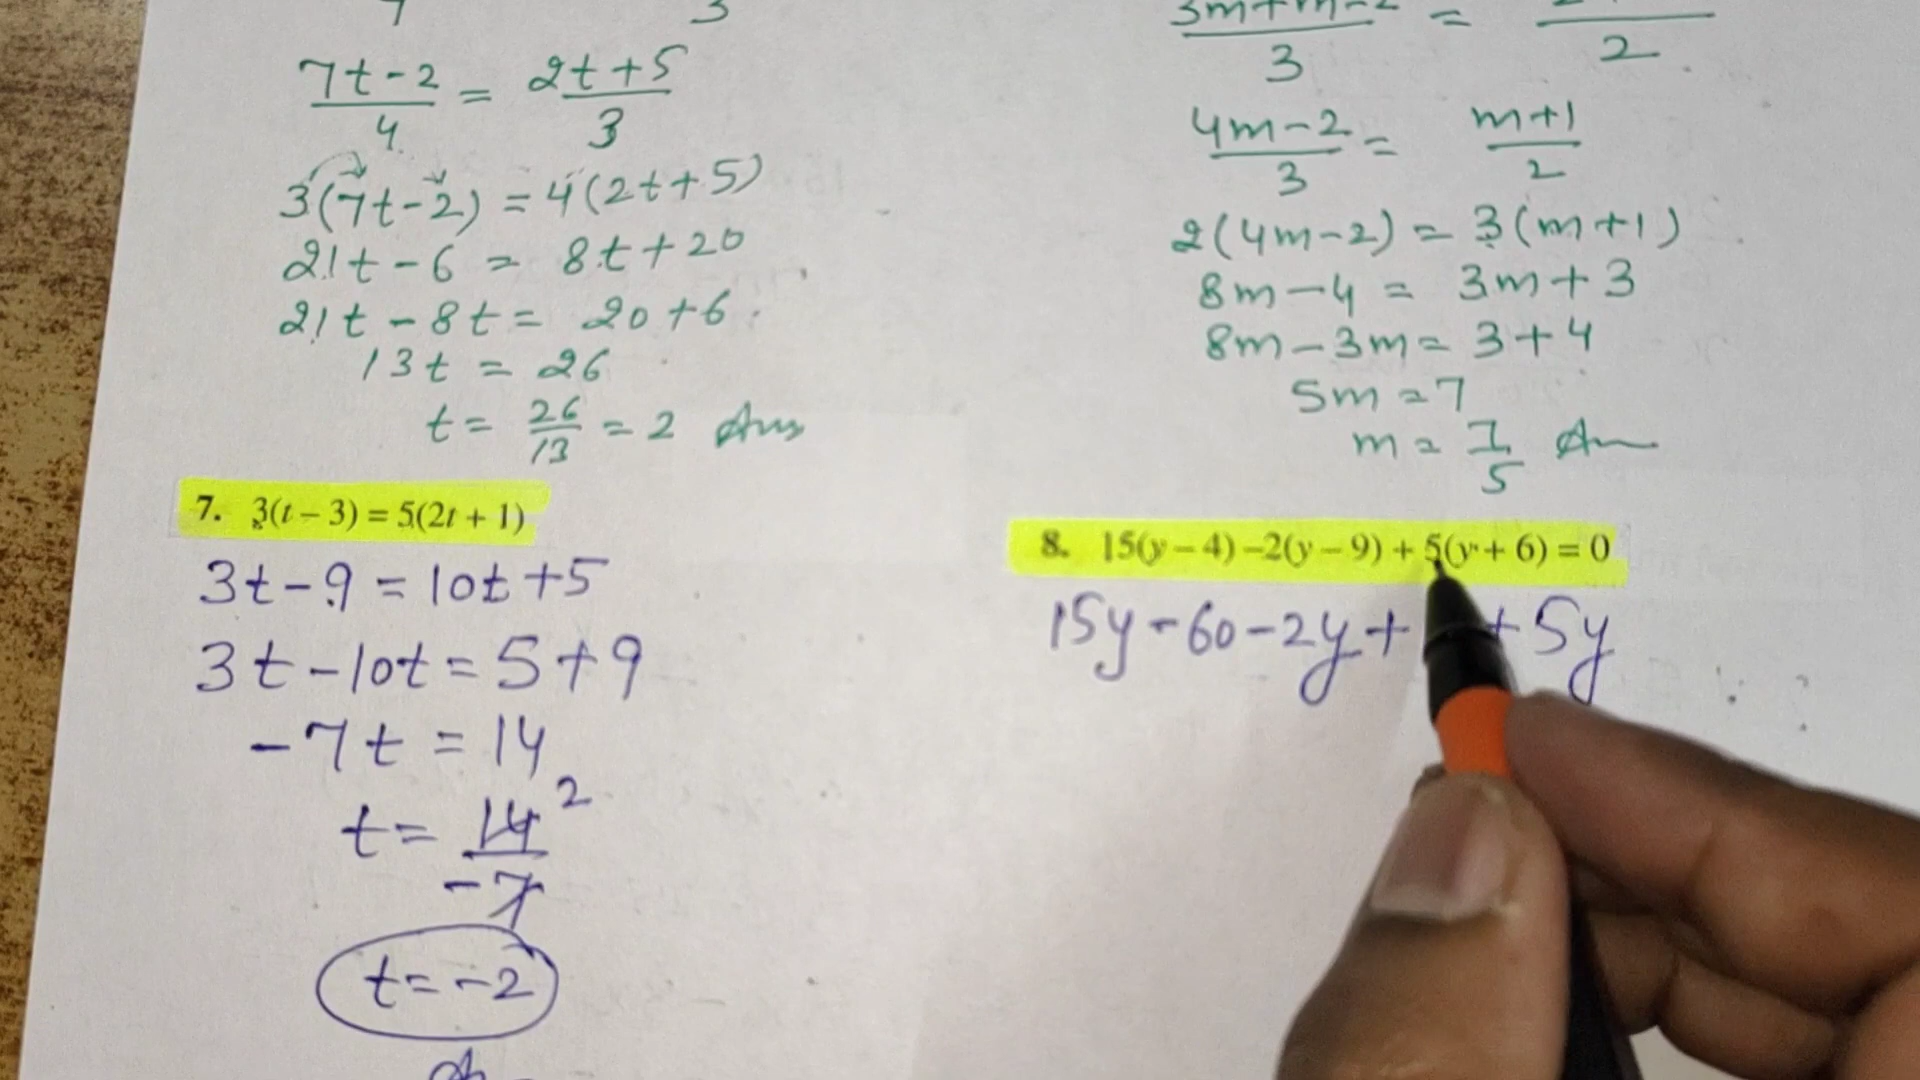 7t-2/4 = 2t+5/3
3(7t-2) = 4(2t+5)
21t-6 = 8t+20
21t-8t = 20+6
13t = 26
t = 26/13 = 2 Ans
7. 3(t – 3) = 5(2t + 1)
3t-9 = 10t+5
3t-10t = 5+9
-7t = 14
t = 14/-7 2
t = -2
3m+m-2/3 = /2
4m-2/3 = m+1/2
2(4m-2) = 3(m+1)
8m-4 = 3m+3
8m-3m = 3+4
5m = 7
m = 7/5 An
8. 15(y – 4) –2(y – 9) + 5(y + 6) = 0
15y-60-2y+ +5y